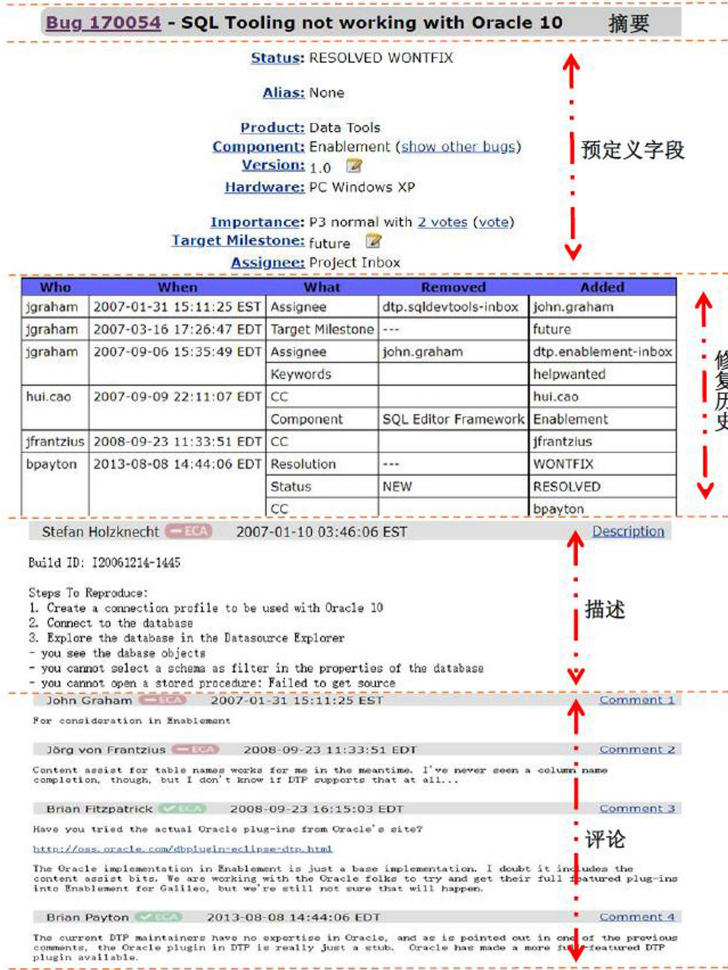 Bug 170054 - SQL Tooling not working with Oracle 10 摘要
Status: RESOLVED WONTFIX
Alias: None
Product: Data Tools
Component: Enablement (show other bugs)
Version: 1.0
Hardware: PC Windows XP
Importance: P3 normal with 2 votes (vote)
Target Milestone: future
Assignee: Project Inbox
预定义字段
Who When What Removed Added
jgraham 2007-01-31 15:11:25 EST Assignee dtp.sqldevtools-inbox john.graham
jgraham 2007-03-16 17:26:47 EDT Target Milestone --- future
jgraham 2007-09-06 15:35:49 EDT Assignee john.graham dtp.enablement-inbox
Keywords helpwanted
hui.cao 2007-09-09 22:11:07 EDT CC hui.cao
Component SQL Editor Framework Enablement
jfrantzius 2008-09-23 11:33:51 EDT CC jfrantzius
bpayton 2013-08-08 14:44:06 EDT Resolution --- WONTFIX
Status NEW RESOLVED
CC bpayton
修复历史
Stefan Holzknecht ECA 2007-01-10 03:46:06 EST Description
Build ID: I20061214-1445
Steps To Reproduce:
1. Create a connection profile to be used with Oracle 10
2. Connect to the database
3. Explore the database in the Datasource Explorer
- you see the dabase objects
- you cannot select a schema as filter in the properties of the database
- you cannot open a stored procedure: Failed to get source
描述
John Graham ECA 2007-01-31 15:11:25 EST Comment 1
For consideration in Enablement
Jörg von Frantzius ECA 2008-09-23 11:33:51 EDT Comment 2
Content assist for table names works for me in the meantime. I've never seen a column name
completion, though, but I don't know if DTP supports that at all...
Brian Fitzpatrick ECA 2008-09-23 16:15:03 EDT Comment 3
Have you tried the actual Oracle plug-ins from Oracle's site?
http://oss.oracle.com/dbplugin-eclipse-dtp.html
The Oracle implementation in Enablement is just a base implementation. I doubt it includes the
content assist bits. We are working with the Oracle folks to try and get their full featured plug-ins
into Enablement for Galileo, but we're still not sure that will happen.
评论
Brian Payton ECA 2013-08-08 14:44:06 EDT Comment 4
The current DTP maintainers have no expertise in Oracle, and as is pointed out in one of the previous
comments, the Oracle plugin in DTP is really just a stub. Oracle has made a more full-featured DTP
plugin available.